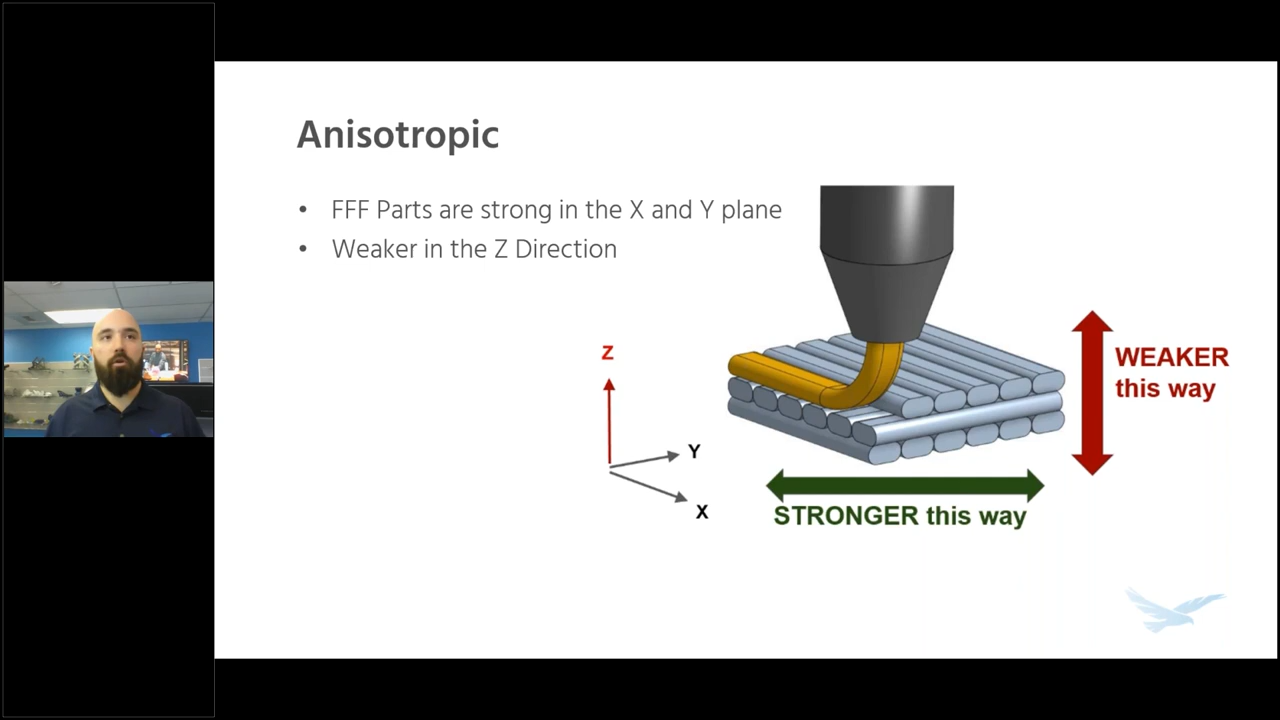 Anisotropic
• FFF Parts are strong in the X and Y plane
• Weaker in the Z Direction
Z
Y
X
WEAKER
this way
STRONGER this way